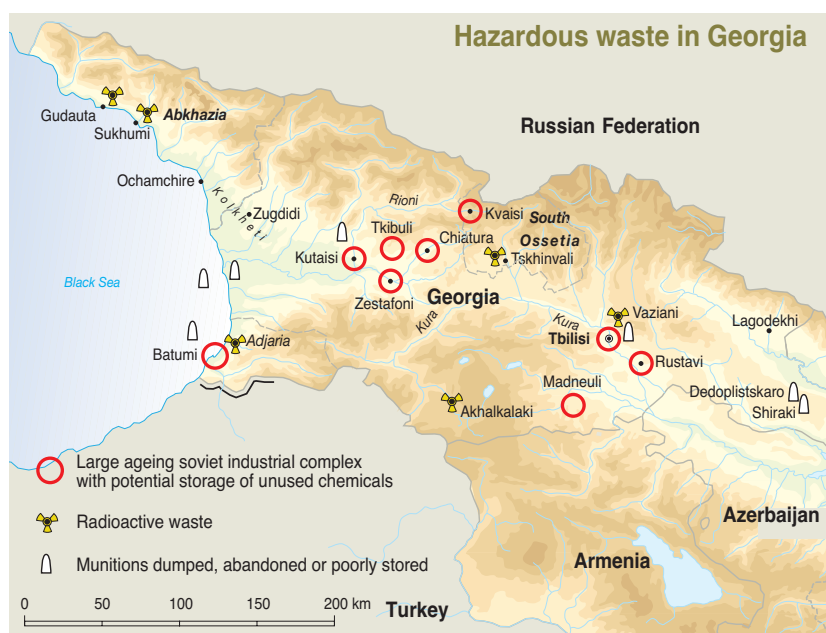 Hazardous waste in Georgia
Gudauta
Abkhazia
Sukhumi
Russian Federation
Ochamchire
Kolkheti
Zugdidi
Rioni
Kvaisi
South
Ossetia
Tkibuli
Chiatura
Kutaisi
Tskhinvali
Black Sea
Zestafoni
Georgia
Kura
Kura
Vaziani
Lagodekhi
Tbilisi
Adjaria
Batumi
Rustavi
Madneuli
Dedoplistskaro
Shiraki
Akhalkalaki
Large ageing soviet industrial complex
with potential storage of unused chemicals
Radioactive waste
Azerbaijan
Munitions dumped, abandoned or poorly stored
Armenia
0 50 100 150 200 km
Turkey